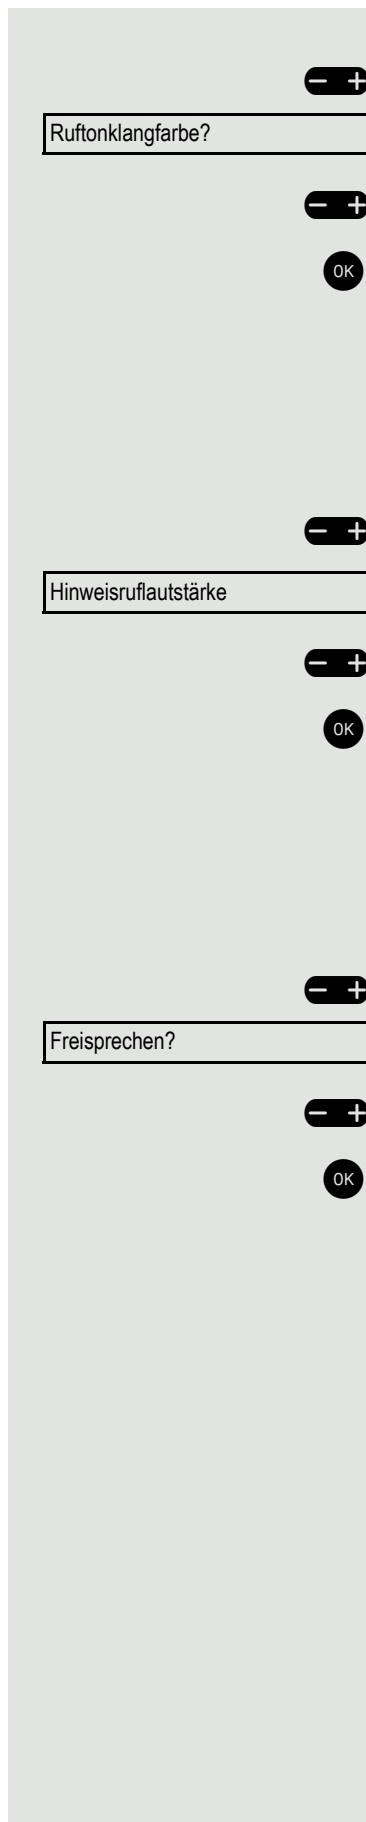 − +
Ruftonklangfarbe?
− +
OK
− +
Hinweisruflautstärke
− +
OK
− +
Freisprechen?
− +
OK